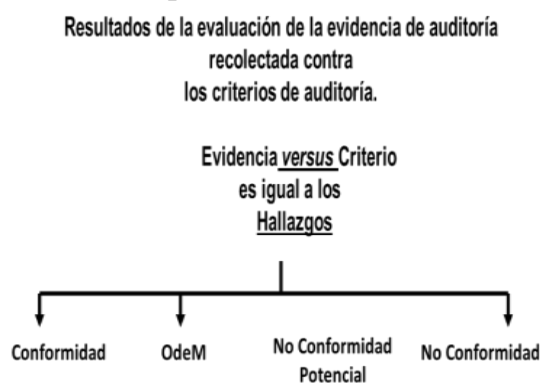 Resultados de la evaluación de la evidencia de auditoría
recolectada contra
los criterios de auditoría.
Evidencia versus Criterio
es igual a los
Hallazgos
Conformidad
OdeM
No Conformidad
Potencial
No Conformidad